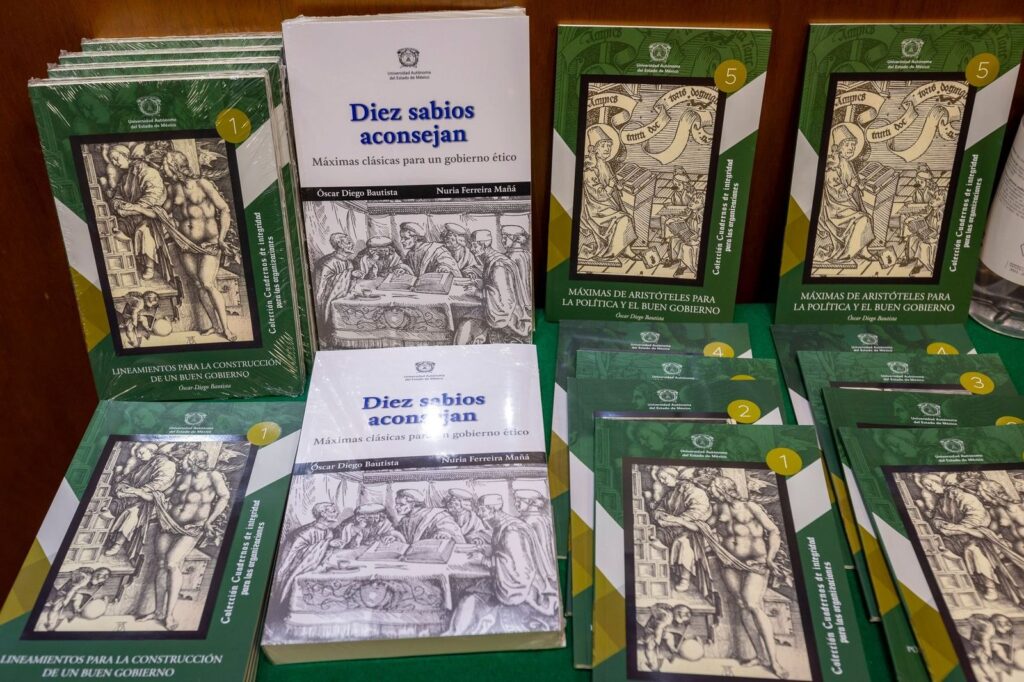 Universidad Autónoma
del Estado de México
1
Colección Cuadernos de integridad
para las organizaciones
LINEAMIENTOS PARA LA CONSTRUCCIÓN
DE UN BUEN GOBIERNO
Óscar Diego Bautista
Universidad Autónoma
del Estado de México
Diez sabios
aconsejan
Máximas clásicas para un gobierno ético
Óscar Diego Bautista
Nuria Ferreira Mañá
Universidad Autónoma
del Estado de México
5
Colección Cuadernos de integridad
para las organizaciones
MÁXIMAS DE ARISTÓTELES PARA
LA POLÍTICA Y EL BUEN GOBIERNO
Óscar Diego Bautista
Universidad Autónoma
del Estado de México
5
Colección Cuadernos de integridad
para las organizaciones
MÁXIMAS DE ARISTÓTELES PARA
LA POLÍTICA Y EL BUEN GOBIERNO
Óscar Diego Bautista
Universidad Autónoma
del Estado de México
1
Colección Cuadernos de integridad
para las organizaciones
LINEAMIENTOS PARA LA CONSTRUCCIÓN
DE UN BUEN GOBIERNO
Universidad Autónoma
del Estado de México
Diez sabios
aconsejan
Máximas clásicas para un gobierno ético
Óscar Diego Bautista
Nuria Ferreira Mañá
4
2
Universidad Autónoma
del Estado de México
1
Colección Cuadernos de integridad
para las organizaciones
4
3
Universidad Autónoma
del Estado de México